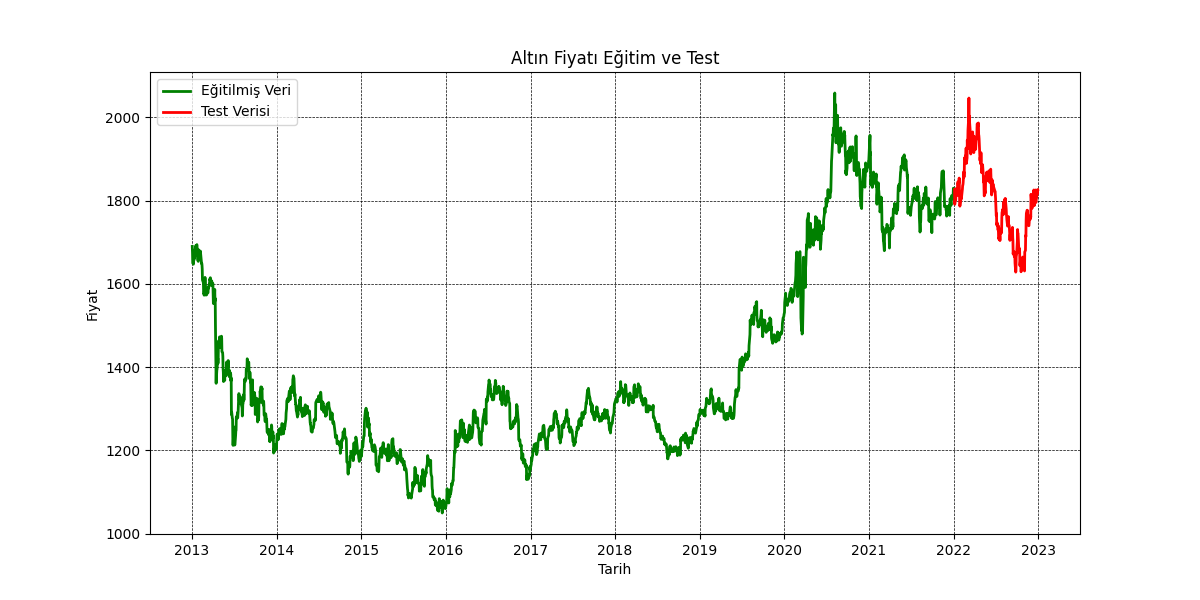 Altın Fiyatı Eğitim ve Test
Eğitilmiş Veri
Test Verisi
Fiyat
2000
1800
1600
1400
1200
1000
2013 2014 2015 2016 2017 2018 2019 2020 2021 2022 2023
Tarih